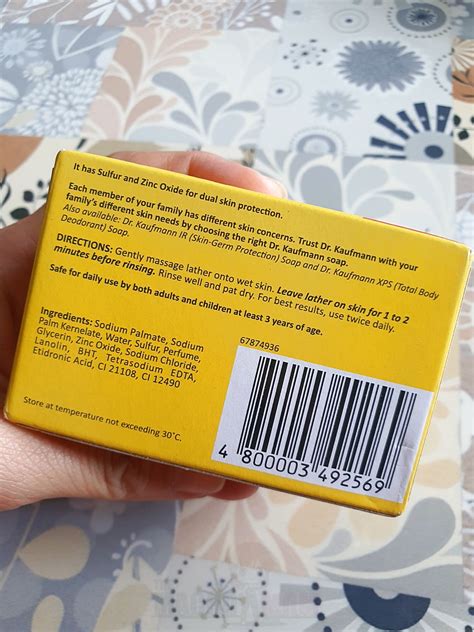 It has Sulfur and Zinc Oxide for dual skin protection.
Each member of your family has different skin concerns. Trust Dr. Kaufmann with your
family's different skin needs by choosing the right Dr. Kaufmann soap.
Also available: Dr. Kaufmann IR (Skin-Germ Protection) Soap and Dr. Kaufmann XPS (Total Body
Deodorant) Soap.
DIRECTIONS: Gently massage lather onto wet skin. Leave lather on skin for 1 to 2
minutes before rinsing. Rinse well and pat dry. For best results, use twice daily.
Safe for daily use by both adults and children at least 3 years of age.
Ingredients: Sodium Palmate, Sodium
Palm Kernelate, Water, Sulfur, Perfume,
Glycerin, Zinc Oxide, Sodium Chloride,
Lanolin, BHT, Tetrasodium EDTA,
Etidronic Acid, CI 21108, CI 12490
Store at temperature not exceeding 30°C.
67874936
4 800003 492569